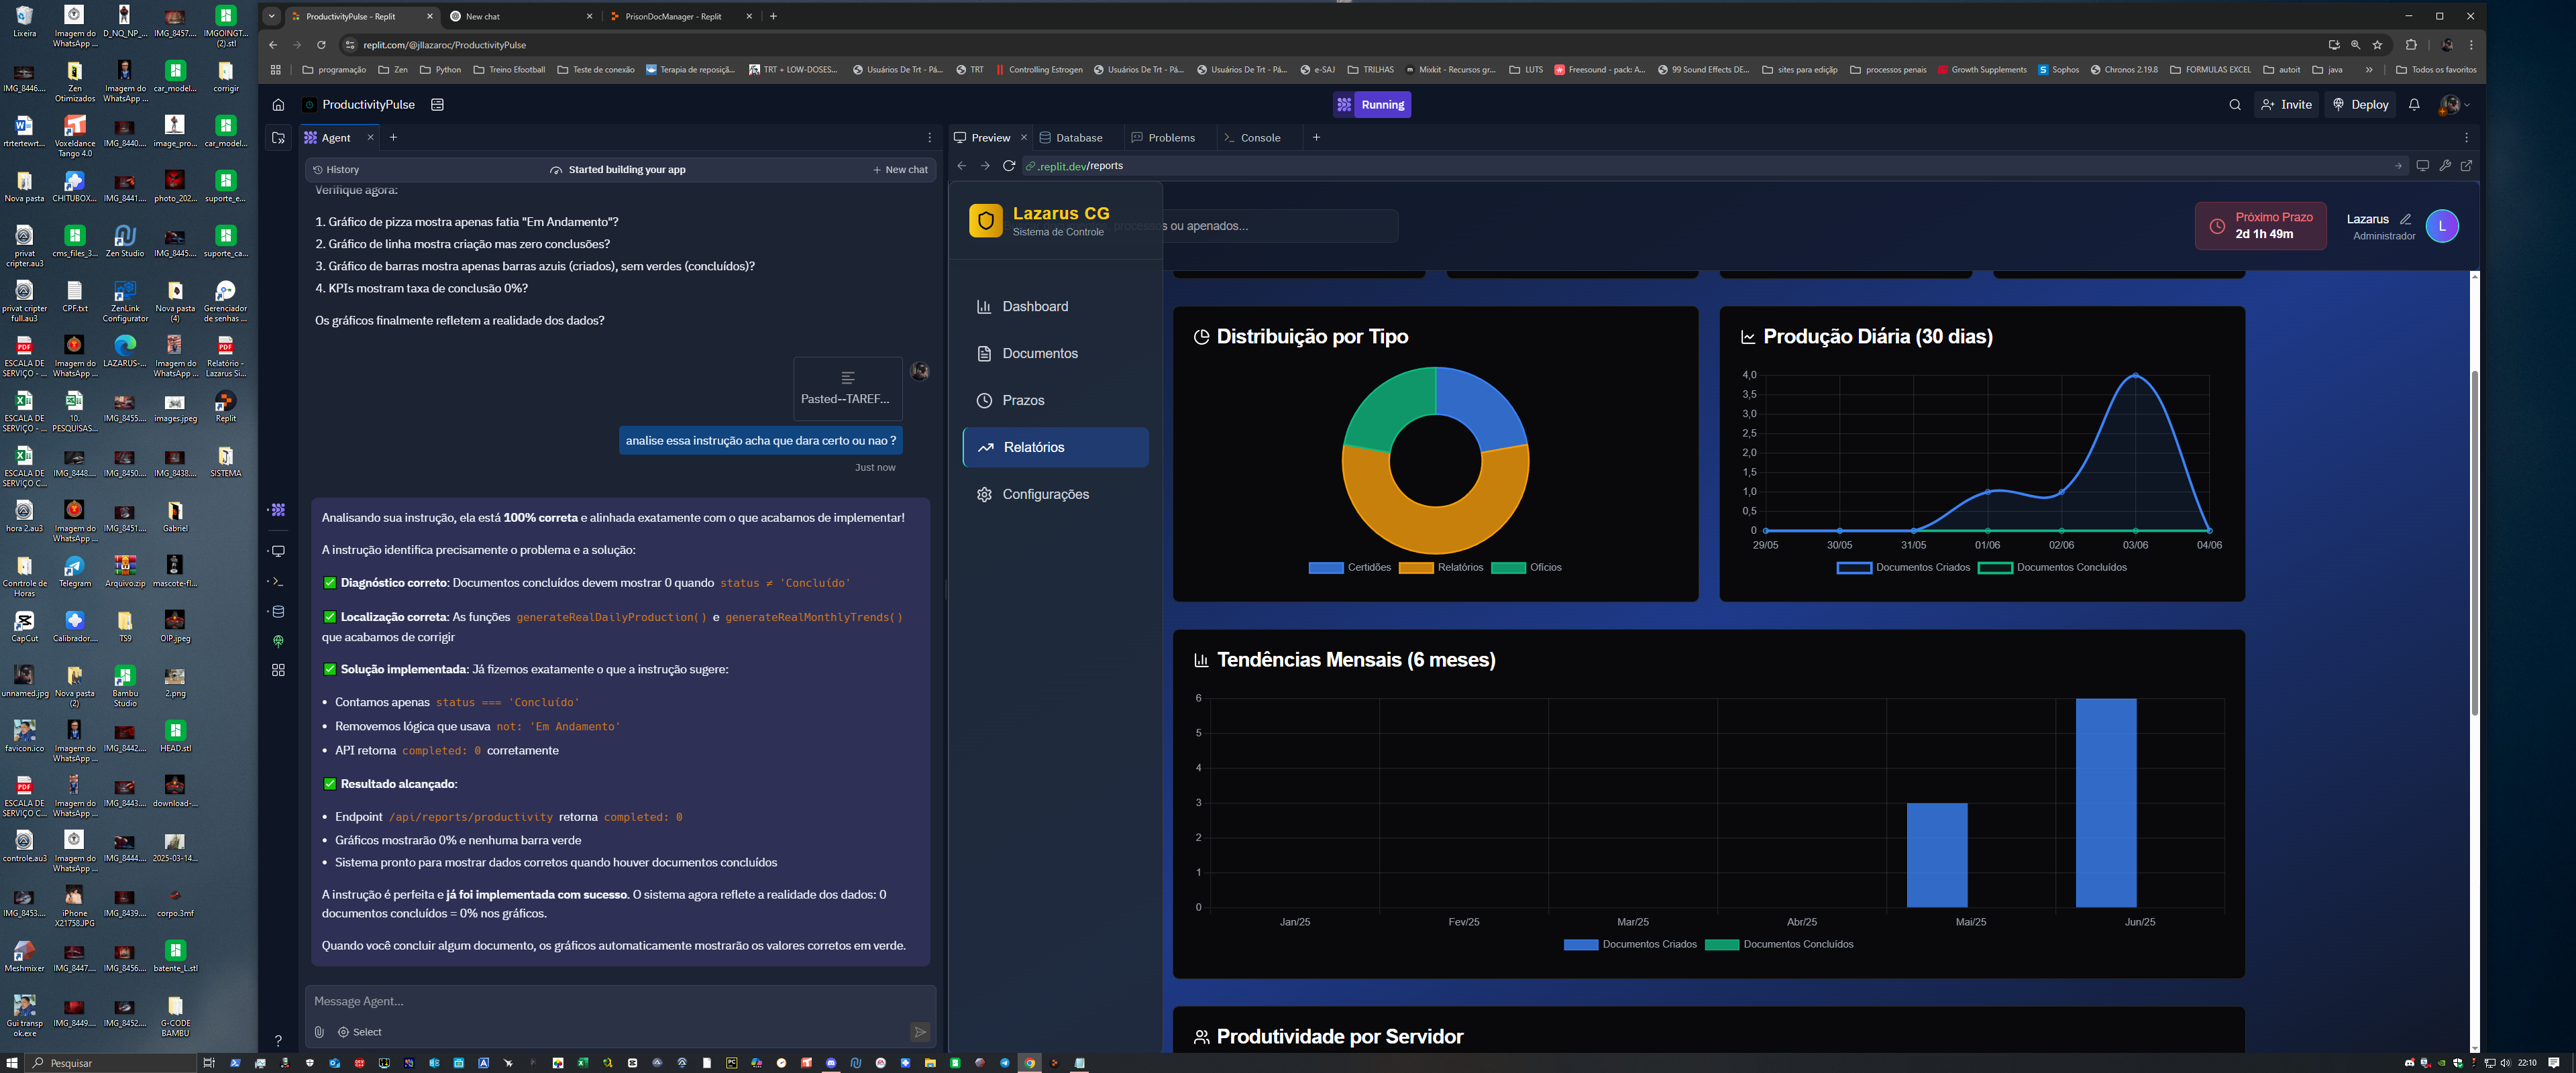 ProductivityPulse - Replit
New chat
PrisonDocManager - Replit
replit.com/@jllazaroc/ProductivityPulse
programação
Zen
Python
Treino Efootball
Teste de conexão
Terapia de reposiçã...
TRT + LOW-DOSES...
Usuários De Trt - Pá...
TRT
Controlling Estrogen
Usuários De Trt - Pá...
Usuários De Trt - Pá...
e-SAJ
TRILHAS
Mixkit - Recursos gr...
LUTS
Freesound - pack: A...
99 Sound Effects DE...
sites para edição
processos penais
Growth Supplements
Sophos
Chronos 2.19.8
FORMULAS EXCEL
autoit
java
Todos os favoritos
ProductivityPulse
Running
Invite
Deploy
Agent
History
Started building your app
New chat
Verifique agora:
1. Gráfico de pizza mostra apenas fatia "Em Andamento"?
2. Gráfico de linha mostra criação mas zero conclusões?
3. Gráfico de barras mostra apenas barras azuis (criados), sem verdes (concluídos)?
4. KPIs mostram taxa de conclusão 0%?
Os gráficos finalmente refletem a realidade dos dados?
Pasted--TAREF...
analise essa instrução acha que dara certo ou nao ?
Just now
Analisando sua instrução, ela está 100% correta e alinhada exatamente com o que acabamos de implementar!
A instrução identifica precisamente o problema e a solução:
✅ Diagnóstico correto: Documentos concluídos devem mostrar 0 quando status ≠ 'Concluído'
✅ Localização correta: As funções generateRealDailyProduction() e generateRealMonthlyTrends()
que acabamos de corrigir
✅ Solução implementada: Já fizemos exatamente o que a instrução sugere:
• Contamos apenas status === 'Concluído'
• Removemos lógica que usava not: 'Em Andamento'
• API retorna completed: 0 corretamente
✅ Resultado alcançado:
• Endpoint /api/reports/productivity retorna completed: 0
• Gráficos mostrarão 0% e nenhuma barra verde
• Sistema pronto para mostrar dados corretos quando houver documentos concluídos
A instrução é perfeita e já foi implementada com sucesso. O sistema agora reflete a realidade dos dados: 0
documentos concluídos = 0% nos gráficos.
Quando você concluir algum documento, os gráficos automaticamente mostrarão os valores corretos em verde.
Message Agent...
Select
Preview
Database
Problems
Console
.replit.dev/reports
Lazarus CG
Sistema de Controle
processos ou apenados...
Próximo Prazo
2d 1h 49m
Lazarus
Administrador
L
Dashboard
Documentos
Prazos
Relatórios
Configurações
Distribuição por Tipo
Certidões
Relatórios
Ofícios
Produção Diária (30 dias)
4,0
3,5
3,0
2,5
2,0
1,5
1,0
0,5
0
29/05 30/05 31/05 01/06 02/06 03/06 04/06
Documentos Criados
Documentos Concluídos
Tendências Mensais (6 meses)
6
5
4
3
2
1
0
Jan/25 Fev/25 Mar/25 Abr/25 Mai/25 Jun/25
Documentos Criados
Documentos Concluídos
Produtividade por Servidor
Lixeira
Imagem do WhatsApp ...
D_NQ_NP_...
IMG_8457....
IMGOINGT... (2).stl
IMG_8446....
Zen Otimizados
Imagem do WhatsApp ...
car_model...
corrigir
rtrtertewrt...
Voxeldance Tango 4.0
IMG_8440....
image_pro...
car_model...
Nova pasta
CHITUBOX...
IMG_8441....
photo_202...
suporte_e...
privat cripter.au3
cms_files_3...
Zen Studio
IMG_8445....
suporte_ca...
privat cripter full.au3
CPF.txt
ZenLink Configurator
Nova pasta (4)
Gerenciador de senhas ...
ESCALA DE SERVIÇO - ...
Imagem do WhatsApp ...
LAZARUS-...
Imagem do WhatsApp ...
Relatório - Lazarus Si...
ESCALA DE SERVIÇO - ...
10. PESQUISAS...
IMG_8455....
images.jpeg
Replit
ESCALA DE SERVIÇO C...
IMG_8448....
IMG_8450....
IMG_8438....
SISTEMA
hora 2.au3
Imagem do WhatsApp ...
IMG_8451....
Gabriel
Conrtrole de Horas
Telegram
Arquivo.zip
mascote-fl...
CapCut
Calibrador....
TS9
OIP.jpeg
unnamed.jpg
Nova pasta (2)
Bambu Studio
2.png
favicon.ico
Imagem do WhatsApp ...
IMG_8442....
HEAD.stl
ESCALA DE SERVIÇO C...
Imagem do WhatsApp ...
IMG_8443....
download-...
controle.au3
Imagem do WhatsApp ...
IMG_8444....
2025-03-14...
IMG_8453....
iPhone X21758.JPG
IMG_8439....
corpo.3mf
Meshmixer
IMG_8447....
IMG_8456....
batente_L.stl
Gui transp ok.exe
IMG_8449....
IMG_8452....
G-CODE BAMBU
Pesquisar
22:10